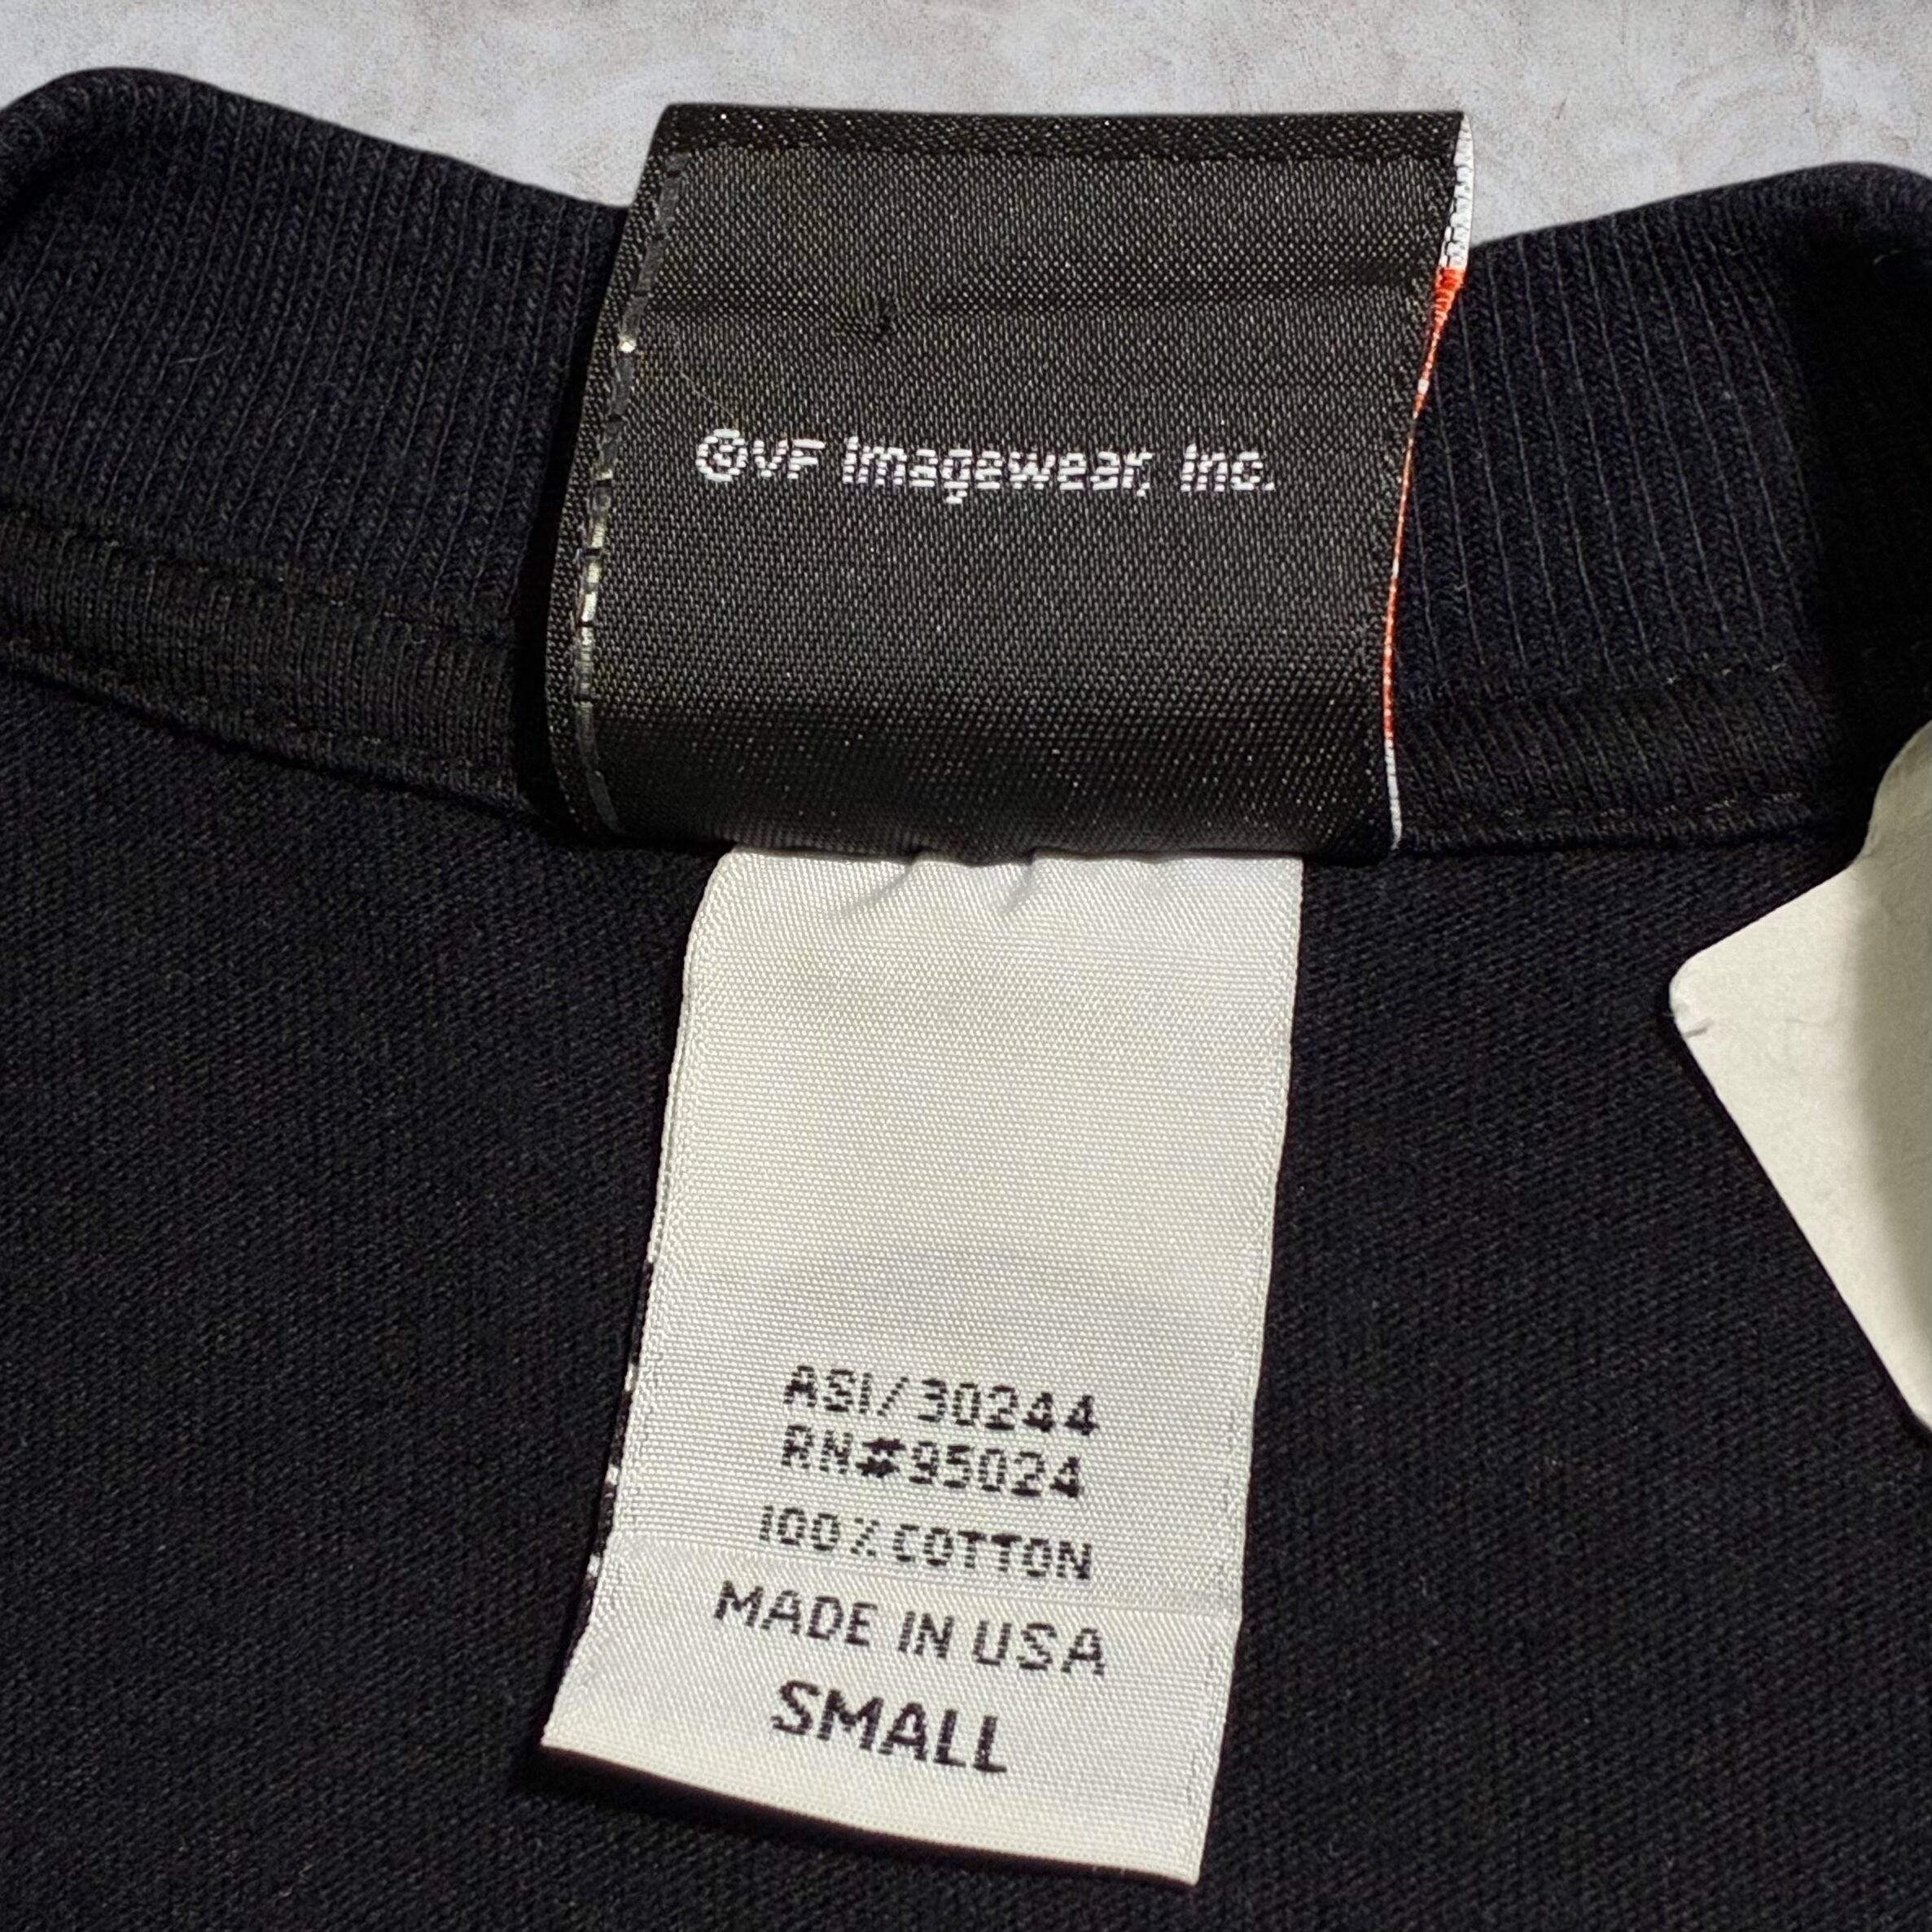 ©VF Imagewear, Inc.
ASI/30244
RN#95024
100% COTTON
MADE IN USA
SMALL